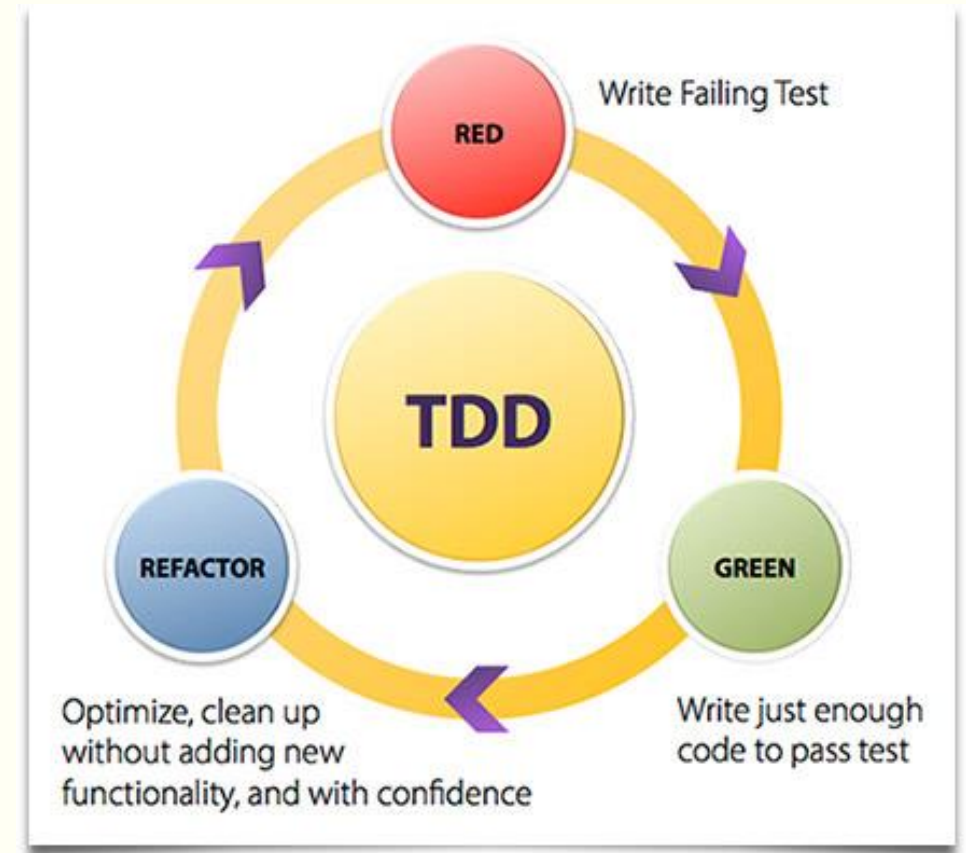 RED
Write Failing Test
TDD
REFACTOR
GREEN
Optimize, clean up
without adding new
functionality, and with confidence
Write just enough
code to pass test